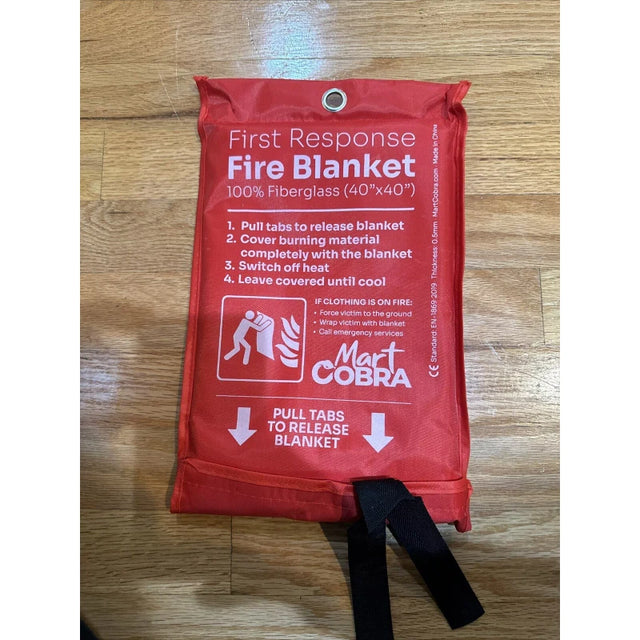 First Response
Fire Blanket
100% Fiberglass (40”x40”)
1. Pull tabs to release blanket
2. Cover burning material
completely with the blanket
3. Switch off heat
4. Leave covered until cool
IF CLOTHING IS ON FIRE:
• Force victim to the ground
• Wrap victim with blanket
• Call emergency services
Mart
COBRA
PULL TABS
TO RELEASE
BLANKET
CE Standard: EN-1869:2019 Thickness: 0.5mm · MartCobra.com · Made in China